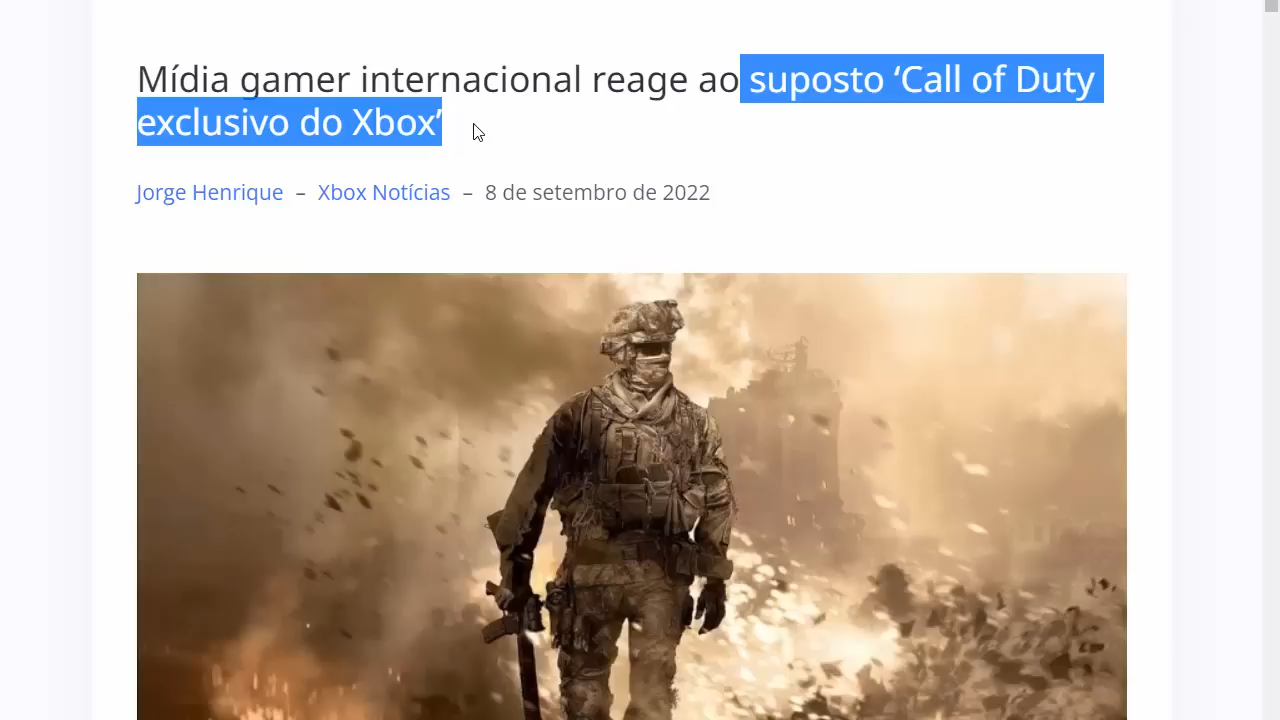 Mídia gamer internacional reage ao suposto ‘Call of Duty
exclusivo do Xbox’
Jorge Henrique – Xbox Notícias – 8 de setembro de 2022